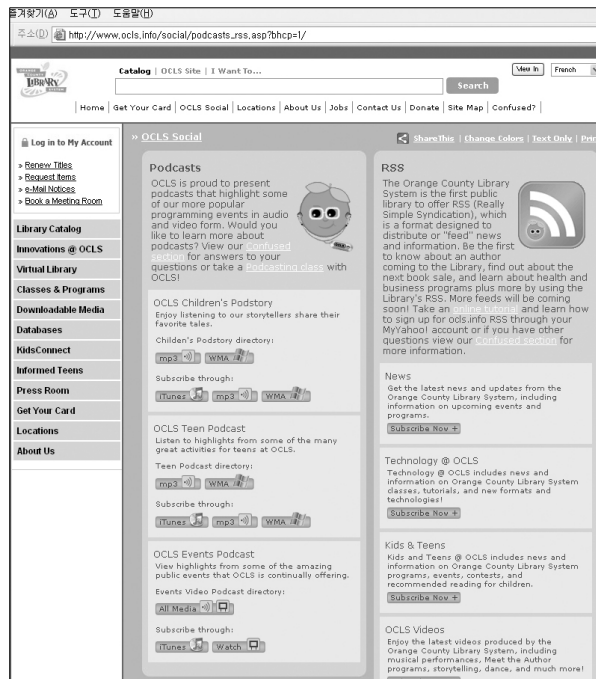 즐겨찾기(A) 도구(T) 도움말(H)
주소(D) http://www.ocls.info/social/podcasts_rss.asp?bhcp=1/
LIBRARY
Catalog | OCLS Site | I Want To...
Search
View In French
Home | Get Your Card | OCLS Social | Locations | About Us | Jobs | Contact Us | Donate | Site Map | Confused? |
Log in to My Account
» Renew Titles
» Request Items
» e-Mail Notices
» Book a Meeting Room
Library Catalog
Innovations @ OCLS
Virtual Library
Classes & Programs
Downloadable Media
Databases
KidsConnect
Informed Teens
Press Room
Get Your Card
Locations
About Us
» OCLS Social
ShareThis | Change Colors | Text Only | Prin
Podcasts
OCLS is proud to present
podcasts that highlight some
of our more popular
programming events in audio
and video form. Would you
like to learn more about
podcasts? View our Confused
section for answers to your
questions or take a Podcasting class with
OCLS!
OCLS Children's Podstory
Enjoy listening to our storytellers share their
favorite tales.
Childen's Podstory directory:
mp3 WMA
Subscribe through:
iTunes mp3 WMA
OCLS Teen Podcast
Listen to highlights from some of the many
great activities for teens at OCLS.
Teen Podcast directory:
mp3 WMA
Subscribe through:
iTunes mp3 WMA
OCLS Events Podcast
View highlights from some of the amazing
public events that OCLS is continually offering.
Events Video Podcast directory:
All Media
Subscribe through:
iTunes Watch
RSS
The Orange County Library
System is the first public
library to offer RSS (Really
Simple Syndication), which
is a format designed to
distribute or "feed" news
and information. Be the first
to know about an author
coming to the Library, find out about the
next book sale, and learn about health and
business programs plus more by using the
Library's RSS. More feeds will be coming
soon! Take an online tutorial and learn how
to sign up for ocls.info RSS through your
MyYahoo! account or if you have other
questions view our Confused section for
more information.
News
Get the latest news and updates from the
Orange County Library System, including
information on upcoming events and
programs.
Subscribe Now +
Technology @ OCLS
Technology @ OCLS includes news and
information on Orange County Library System
classes, tutorials, and new formats and
technologies!
Subscribe Now +
Kids & Teens
Kids and Teens @ OCLS includes news and
information on Orange County Library System
programs, events, contests, and
recommended reading for children.
Subscribe Now +
OCLS Videos
Enjoy the latest videos produced by the
Orange County Library System, including
musical performances, Meet the Author
programs, storytelling, dance, and much more!